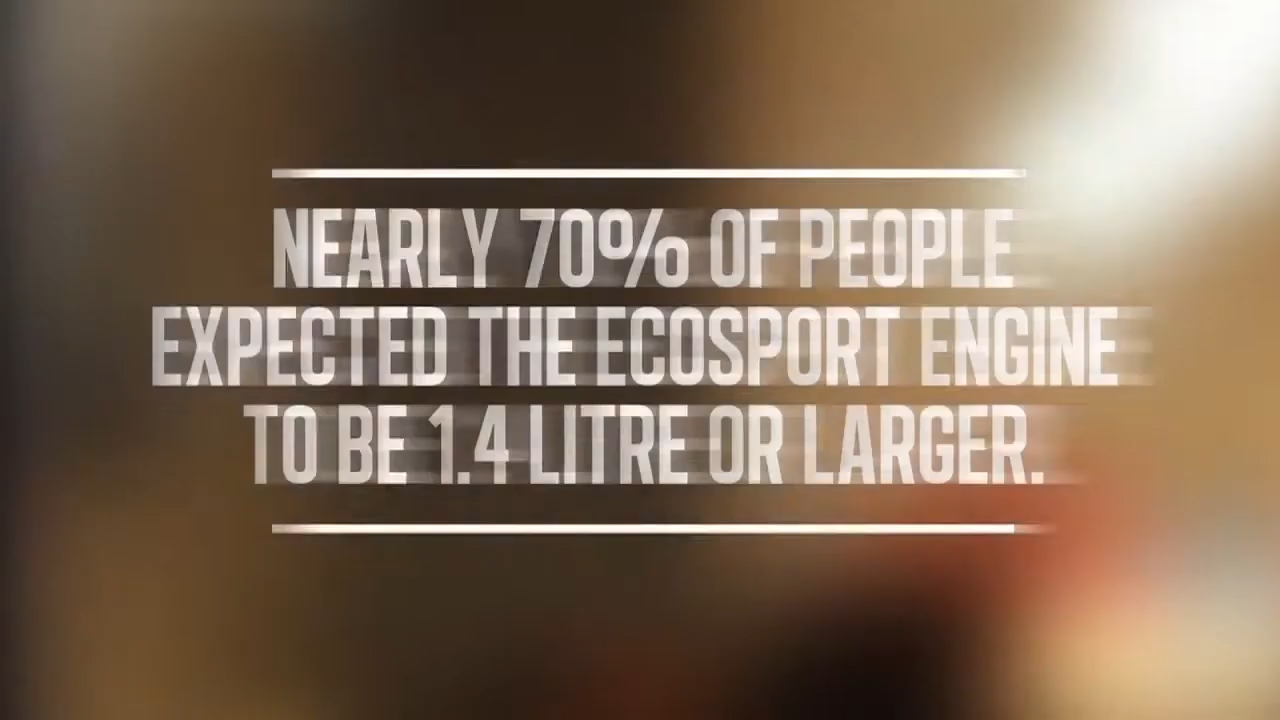 NEARLY 70% OF PEOPLE
EXPECTED THE ECOSPORT ENGINE
TO BE 1.4 LITRE OR LARGER.